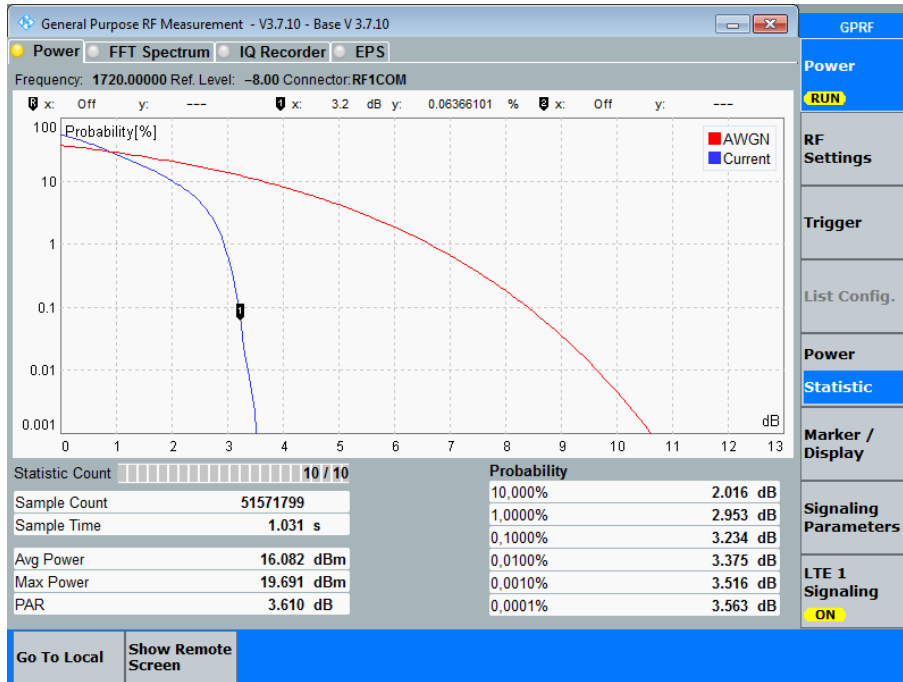 General Purpose RF Measurement - V3.7.10 - Base V 3.7.10
GPRF
Power FFT Spectrum IQ Recorder EPS
Frequency: 1720.00000 Ref. Level: -8.00 Connector:RF1COM
R x: Off y: --- 1 x: 3.2 dB y: 0.06366101 % 2 x: Off y: ---
Probability[%]
AWGN
Current
100
10
1
0.1
0.01
0.001
1
dB
0 1 2 3 4 5 6 7 8 9 10 11 12 13
Statistic Count 10 / 10
Sample Count 51571799
Sample Time 1.031 s
Avg Power 16.082 dBm
Max Power 19.691 dBm
PAR 3.610 dB
Probability
10,000% 2.016 dB
1,0000% 2.953 dB
0,1000% 3.234 dB
0,0100% 3.375 dB
0,0010% 3.516 dB
0,0001% 3.563 dB
Power
RUN
RF
Settings
Trigger
List Config.
Power
Statistic
Marker /
Display
Signaling
Parameters
LTE 1
Signaling
ON
Go To Local
Show Remote
Screen